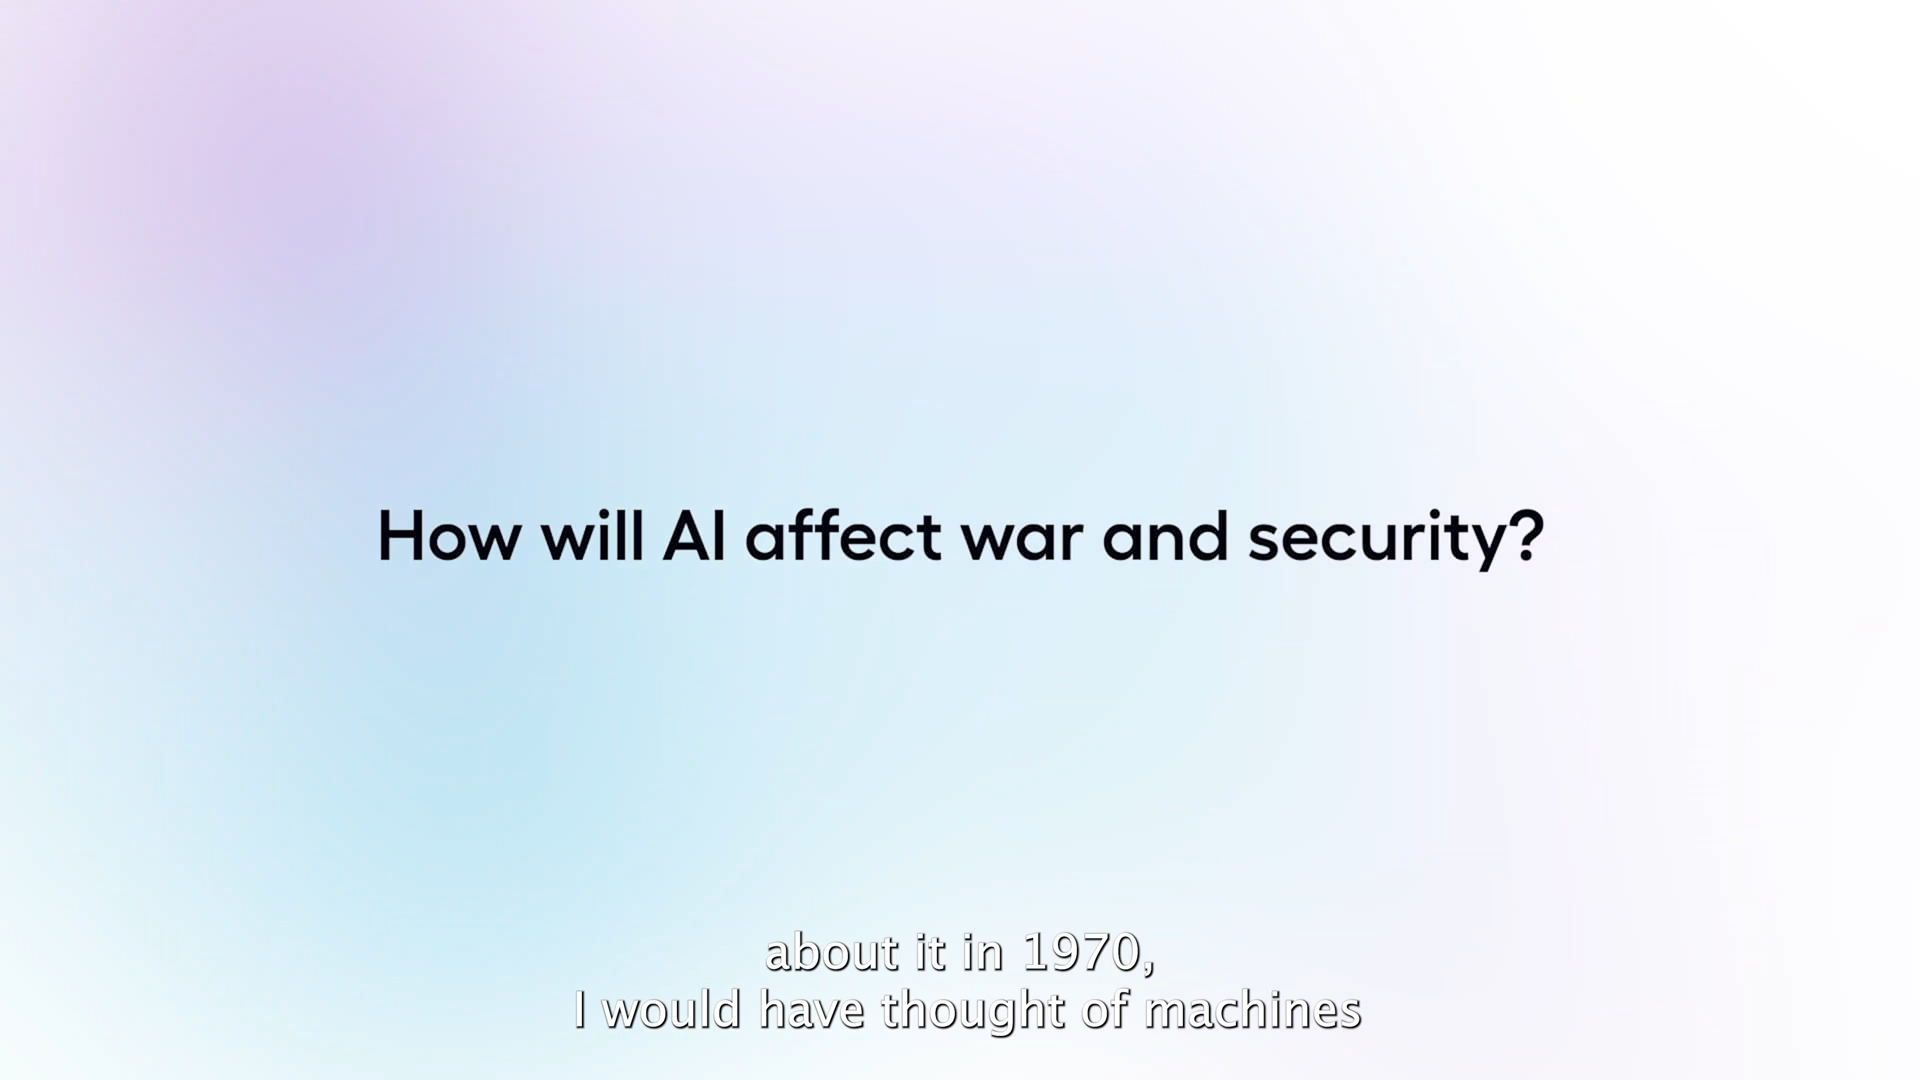 How will AI affect war and security?
about it in 1970,
I would have thought of machines